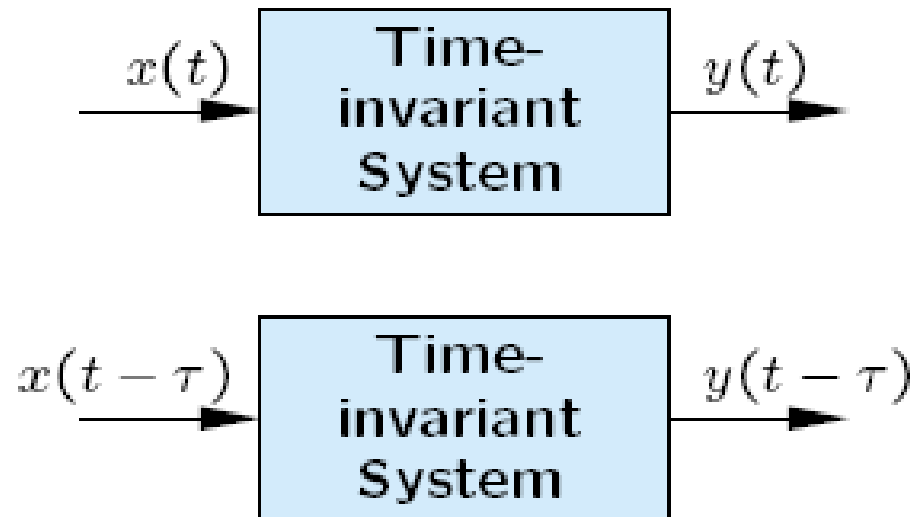 x(t)
Time-
invariant
System
y(t)
x(t − τ)
Time-
invariant
System
y(t − τ)